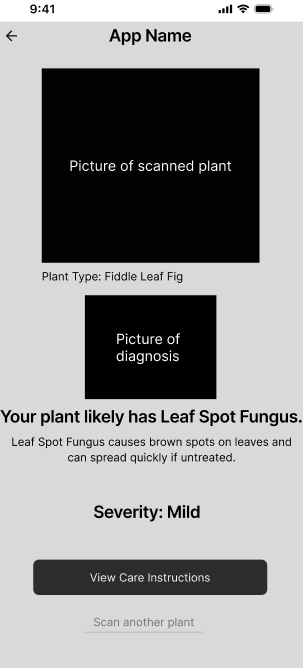 9:41
App Name
Picture of scanned plant
Plant Type: Fiddle Leaf Fig
Picture of
diagnosis
Your plant likely has Leaf Spot Fungus.
Leaf Spot Fungus causes brown spots on leaves and
can spread quickly if untreated.
Severity: Mild
View Care Instructions
Scan another plant